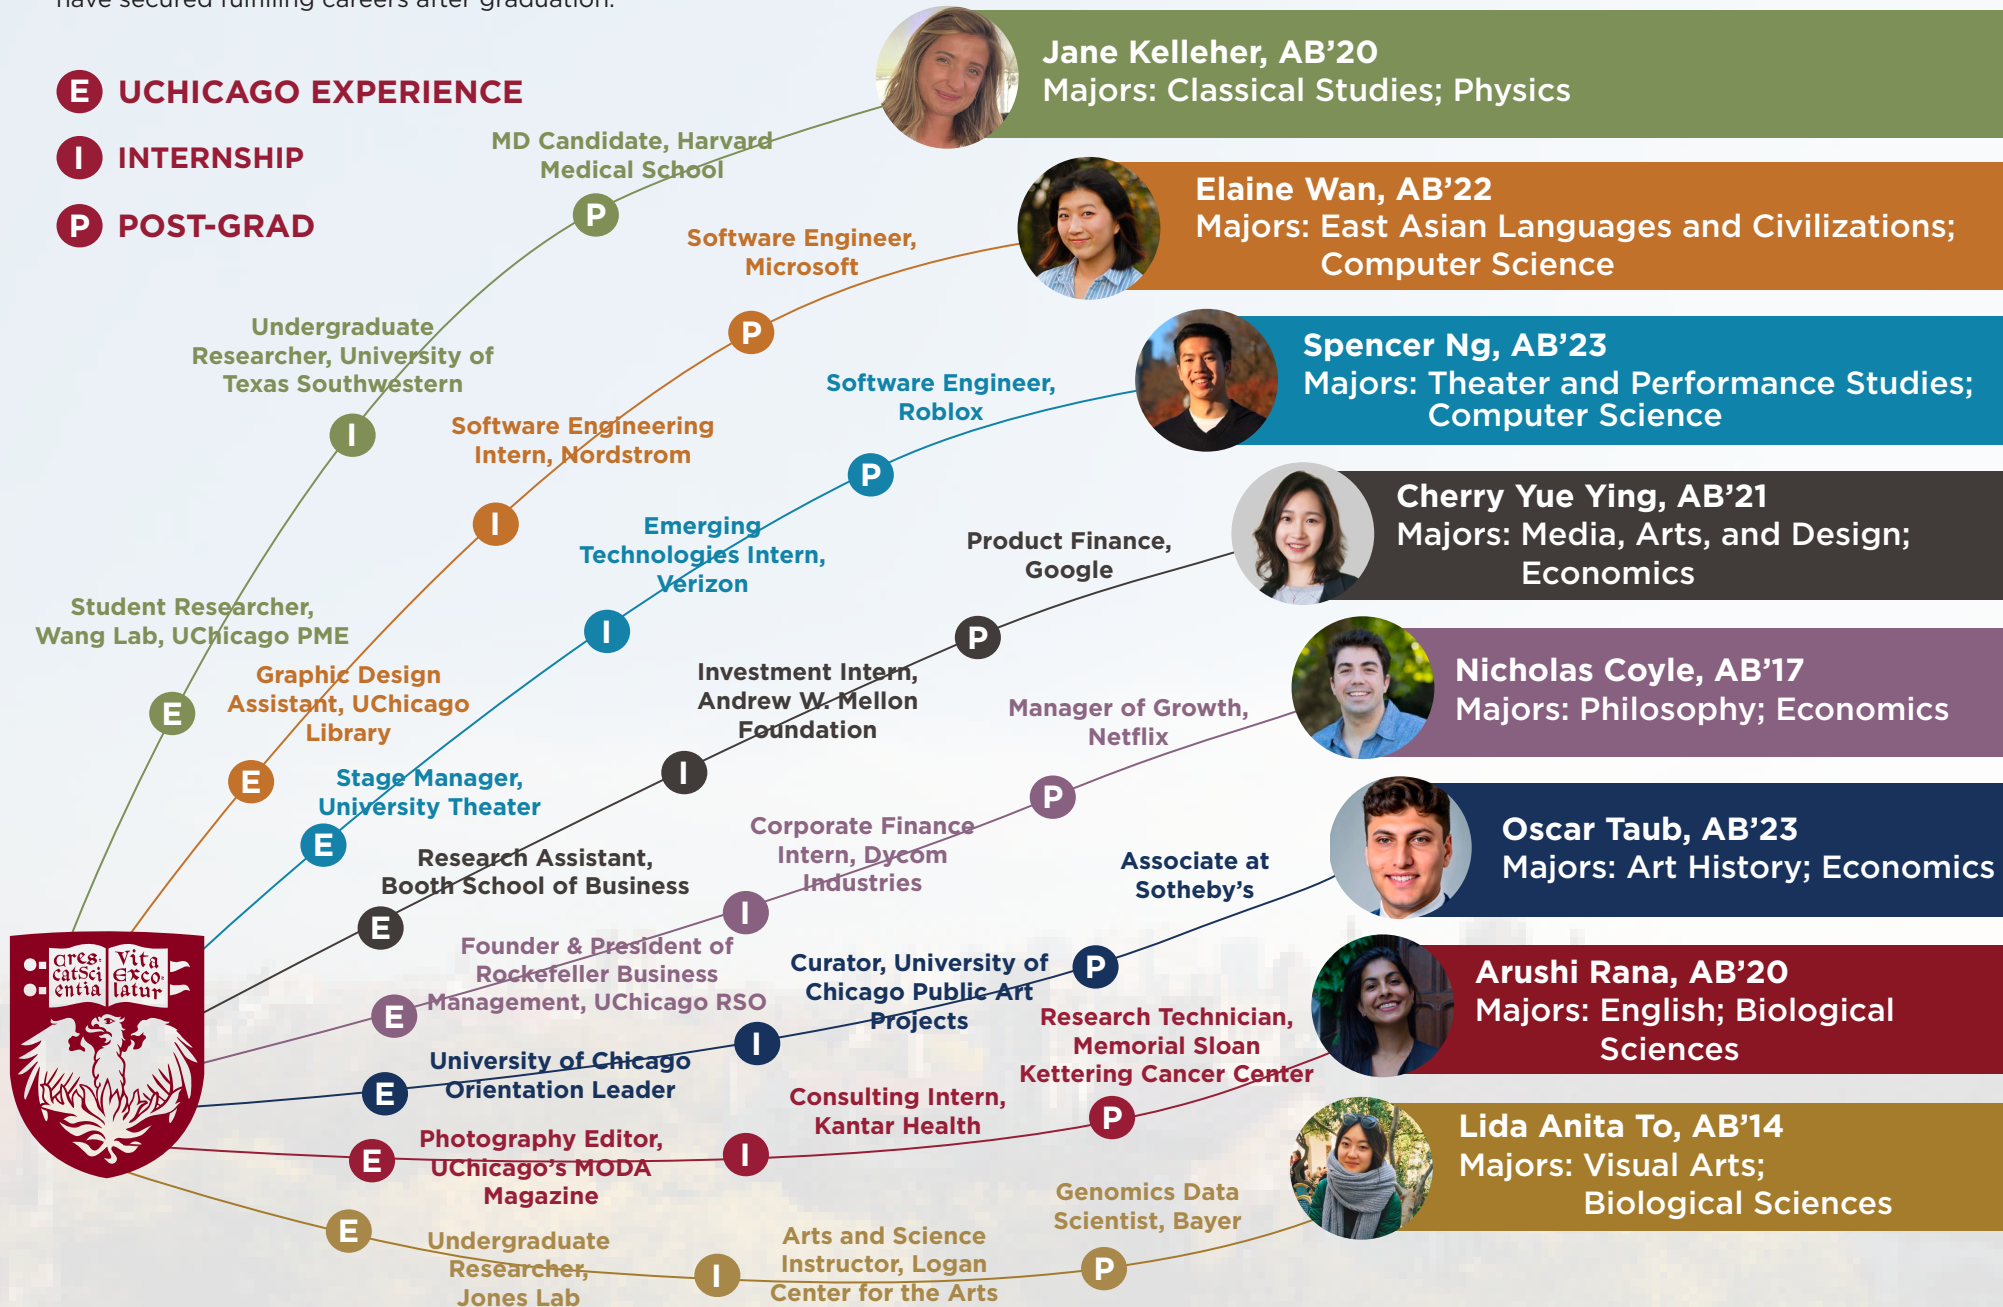 have secured fulfilling careers after graduation.
E UCHICAGO EXPERIENCE
I INTERNSHIP
P POST-GRAD
Jane Kelleher, AB’20
Majors: Classical Studies; Physics
MD Candidate, Harvard
Medical School
P
Undergraduate
Researcher, University of
Texas Southwestern
I
Student Researcher,
Wang Lab, UChicago PME
E
Elaine Wan, AB’22
Majors: East Asian Languages and Civilizations;
Computer Science
Software Engineer,
Microsoft
P
Software Engineering
Intern, Nordstrom
I
Graphic Design
Assistant, UChicago
Library
E
Spencer Ng, AB’23
Majors: Theater and Performance Studies;
Computer Science
Software Engineer,
Roblox
P
Emerging
Technologies Intern,
Verizon
I
Stage Manager,
University Theater
E
Cherry Yue Ying, AB’21
Majors: Media, Arts, and Design;
Economics
Product Finance,
Google
P
Investment Intern,
Andrew W. Mellon
Foundation
I
Research Assistant,
Booth School of Business
E
Nicholas Coyle, AB’17
Majors: Philosophy; Economics
Manager of Growth,
Netflix
P
Corporate Finance
Intern, Dycom
Industries
I
Founder & President of
Rockefeller Business
Management, UChicago RSO
E
Oscar Taub, AB’23
Majors: Art History; Economics
Associate at
Sotheby’s
P
Curator, University of
Chicago Public Art
Projects
I
University of Chicago
Orientation Leader
E
Arushi Rana, AB’20
Majors: English; Biological
Sciences
Research Technician,
Memorial Sloan
Kettering Cancer Center
P
Consulting Intern,
Kantar Health
I
Photography Editor,
UChicago’s MODA
Magazine
E
Lida Anita To, AB’14
Majors: Visual Arts;
Biological Sciences
Genomics Data
Scientist, Bayer
P
Arts and Science
Instructor, Logan
Center for the Arts
I
Undergraduate
Researcher,
Jones Lab
E
Cres-
catSci
entia
Vita
Exco-
latur